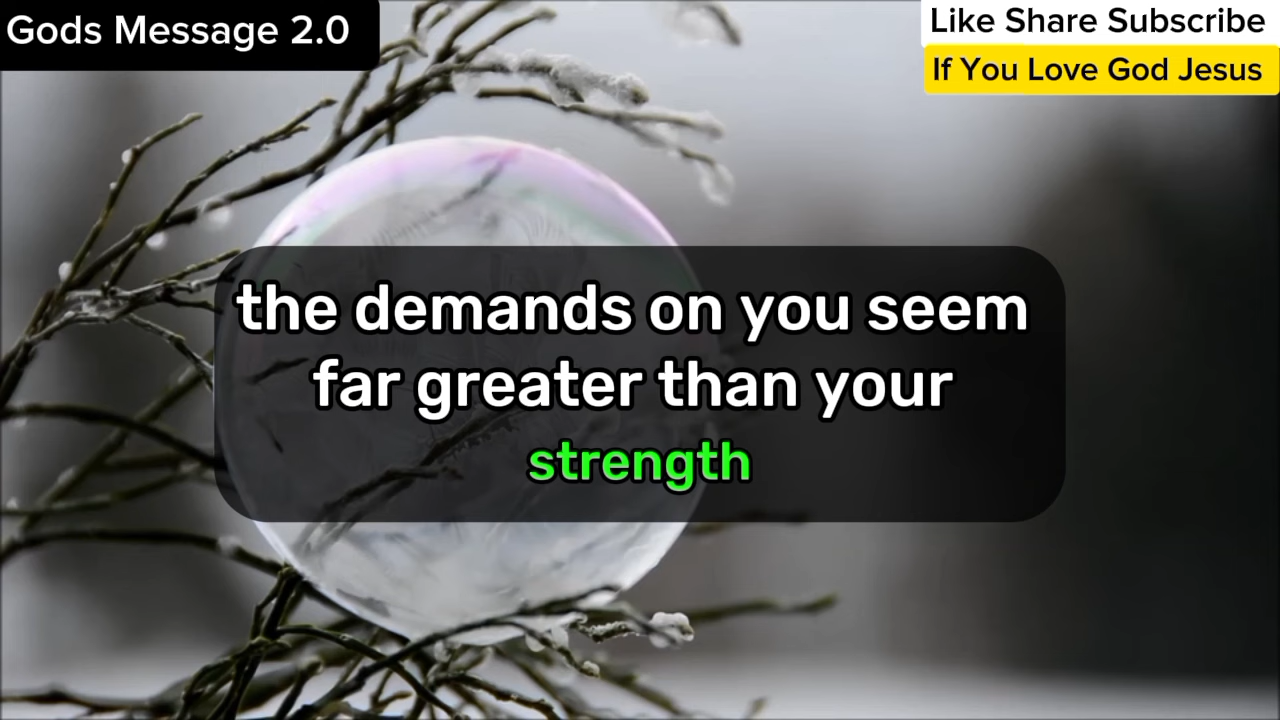 Gods Message 2.0
Like Share Subscribe
If You Love God Jesus
the demands on you seem
far greater than your
strength